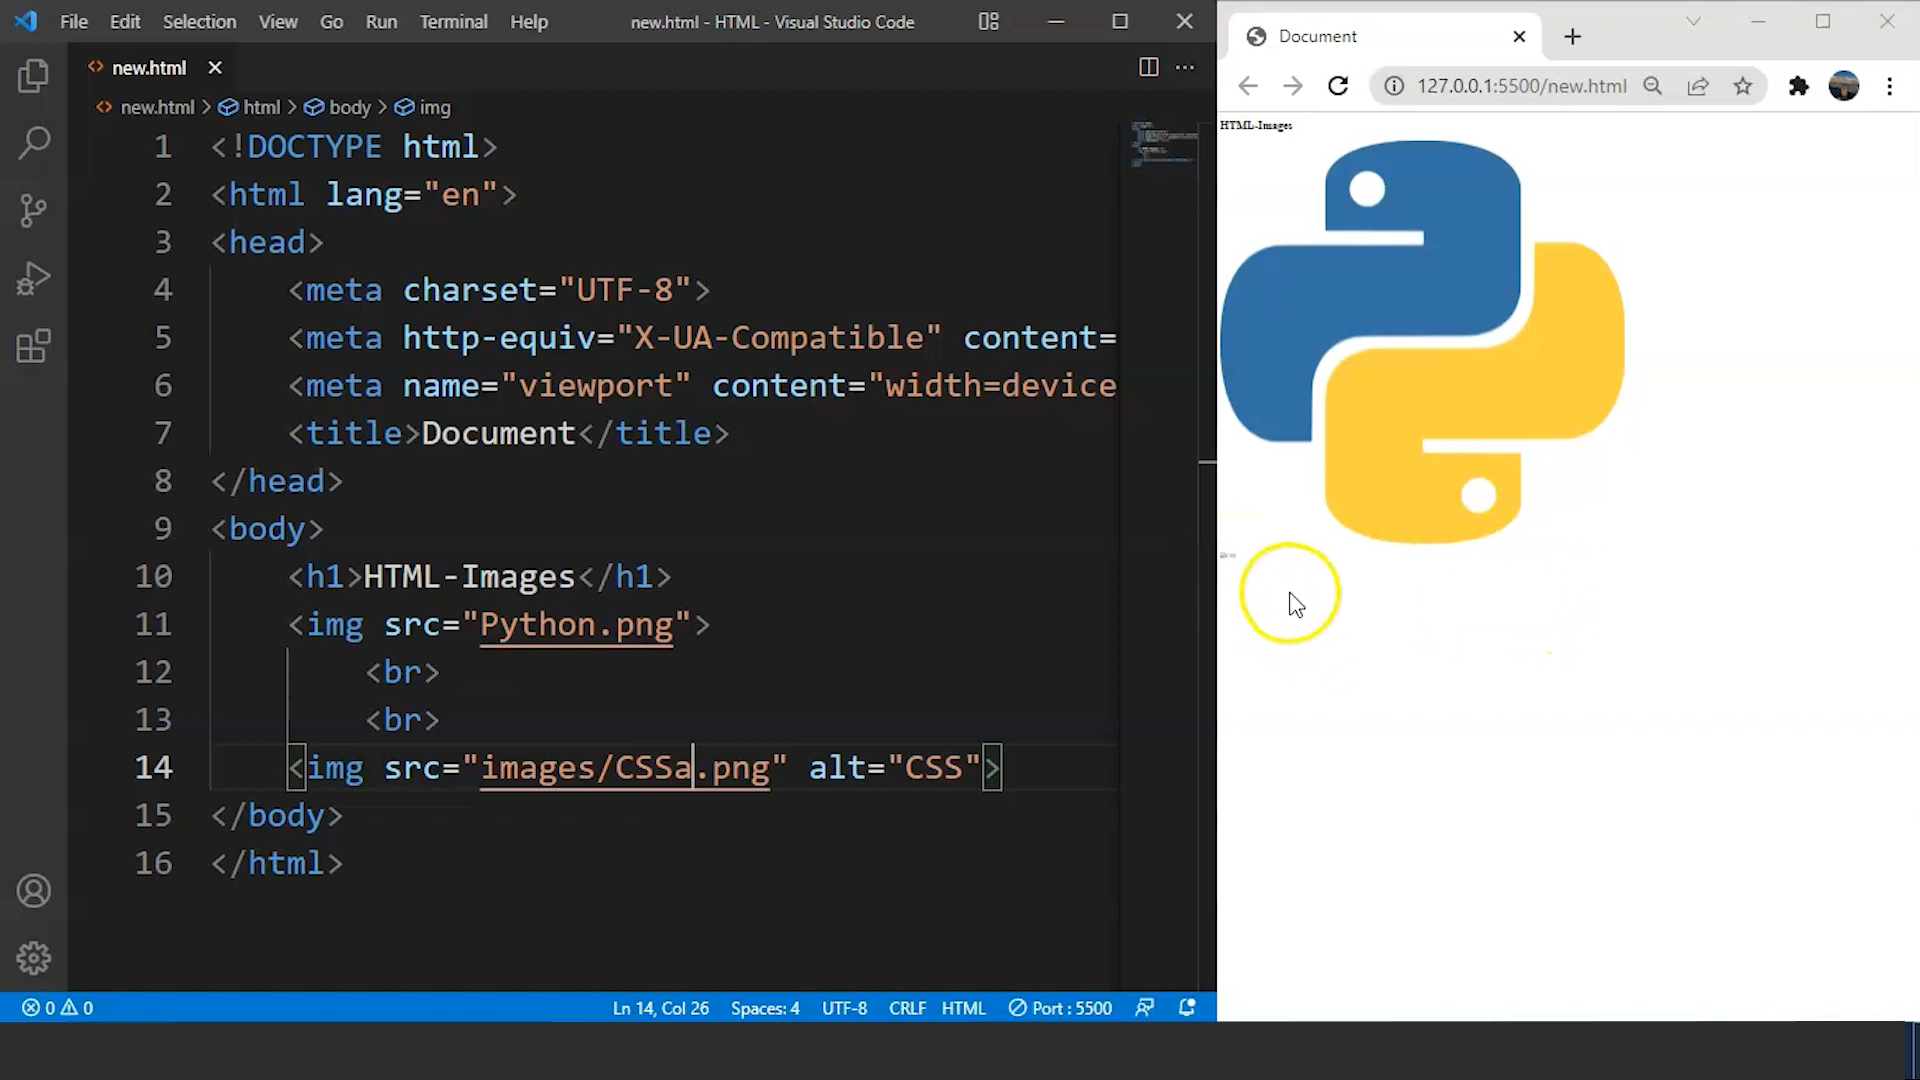 File Edit Selection View Go Run Terminal Help new.html - HTML - Visual Studio Code
new.html
new.html > html > body > img
1 <!DOCTYPE html>
2 <html lang="en">
3 <head>
4 <meta charset="UTF-8">
5 <meta http-equiv="X-UA-Compatible" content=
6 <meta name="viewport" content="width=device
7 <title>Document</title>
8 </head>
9 <body>
10 <h1>HTML-Images</h1>
11 <img src="Python.png">
12 <br>
13 <br>
14 <img src="images/CSSa.png" alt="CSS">
15 </body>
16 </html>
0 0 Ln 14, Col 26 Spaces: 4 UTF-8 CRLF HTML Port : 5500
Document
127.0.0.1:5500/new.html
HTML-Images